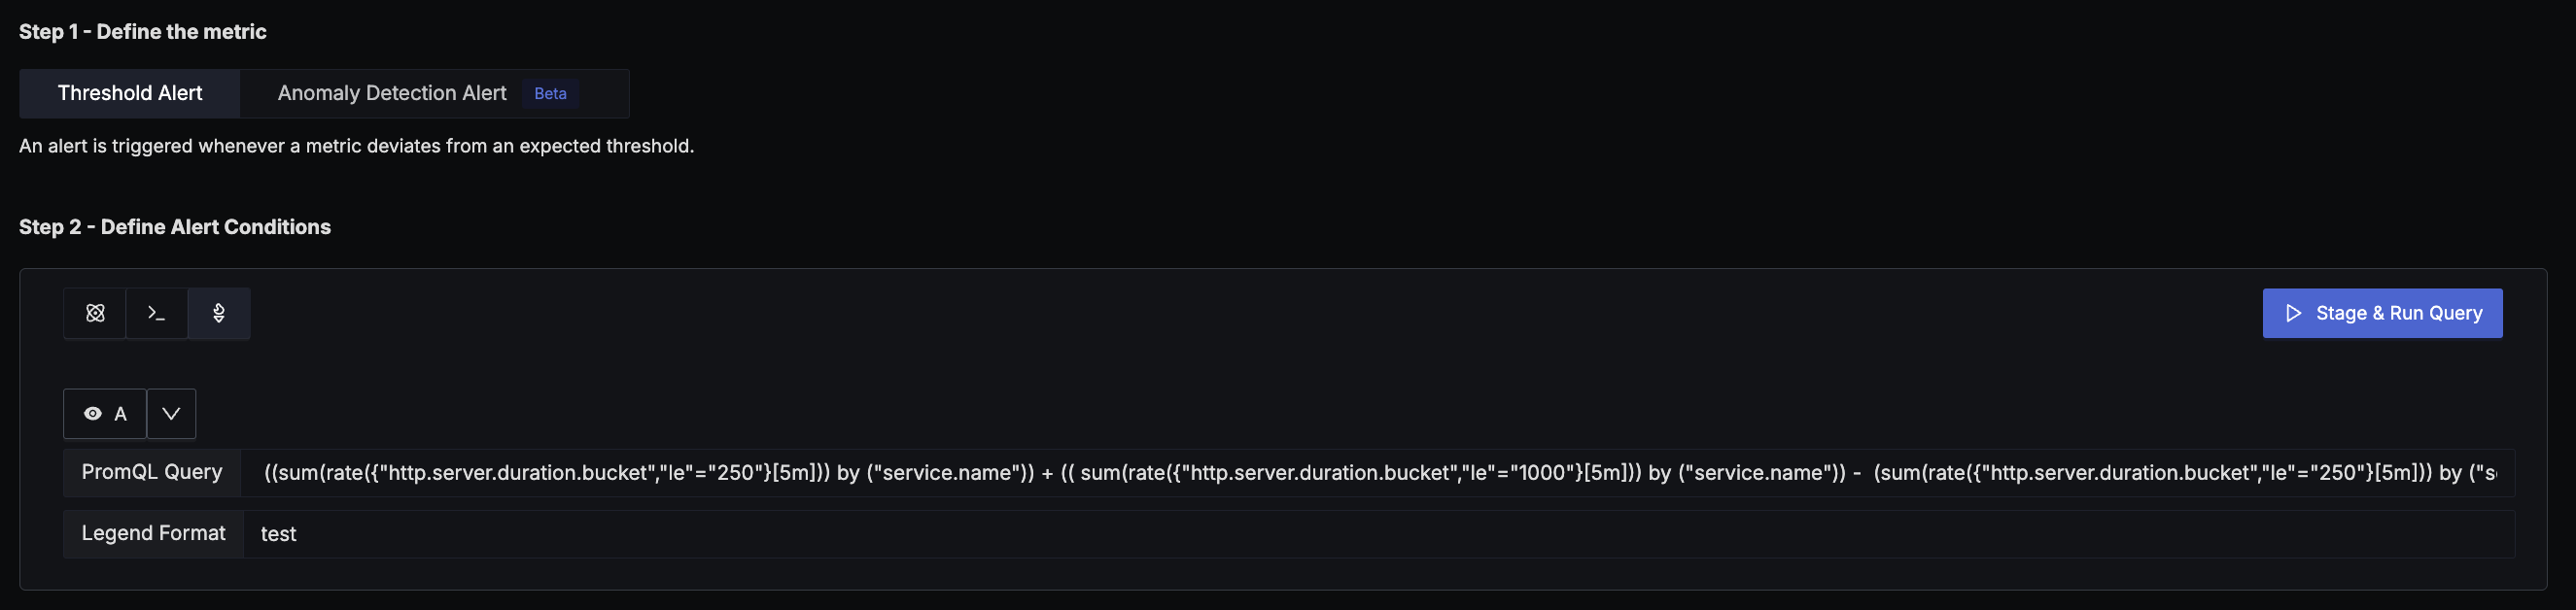 Step 1 - Define the metric
Threshold Alert Anomaly Detection Alert Beta
An alert is triggered whenever a metric deviates from an expected threshold.
Step 2 - Define Alert Conditions
Stage & Run Query
A
PromQL Query ((sum(rate({"http.server.duration.bucket","le"="250"}[5m])) by ("service.name")) + (( sum(rate({"http.server.duration.bucket","le"="1000"}[5m])) by ("service.name")) -  (sum(rate({"http.server.duration.bucket","le"="250"}[5m])) by
Legend Format test